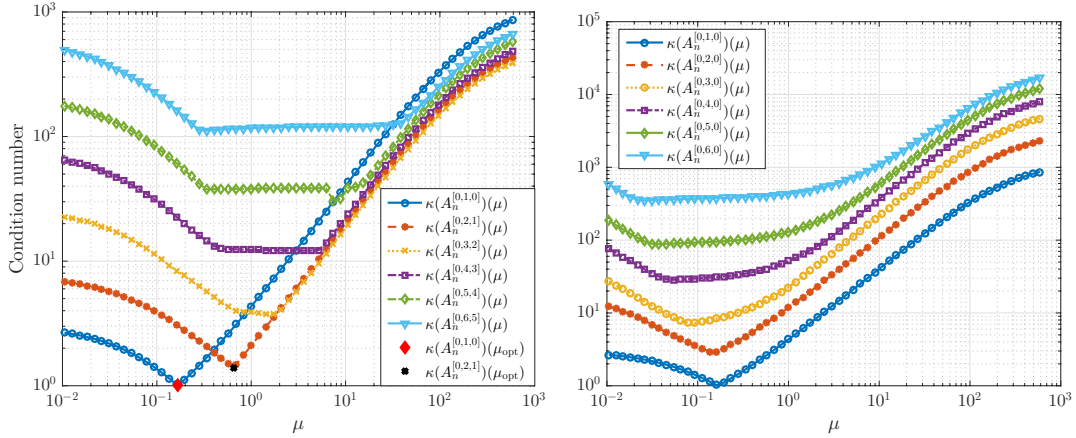 10^3
10^2
10^1
10^0
Condition number
10^{-2}
10^{-1}
10^0
10^1
10^2
10^3
μ
κ(A_n^{[0,1,0]})(μ)
κ(A_n^{[0,2,1]})(μ)
κ(A_n^{[0,3,2]})(μ)
κ(A_n^{[0,4,3]})(μ)
κ(A_n^{[0,5,4]})(μ)
κ(A_n^{[0,6,5]})(μ)
κ(A_n^{[0,1,0]})(μ_{opt})
κ(A_n^{[0,2,1]})(μ_{opt})
10^5
10^4
10^3
10^2
10^1
10^0
10^{-2}
10^{-1}
10^0
10^1
10^2
10^3
μ
κ(A_n^{[0,1,0]})(μ)
κ(A_n^{[0,2,0]})(μ)
κ(A_n^{[0,3,0]})(μ)
κ(A_n^{[0,4,0]})(μ)
κ(A_n^{[0,5,0]})(μ)
κ(A_n^{[0,6,0]})(μ)